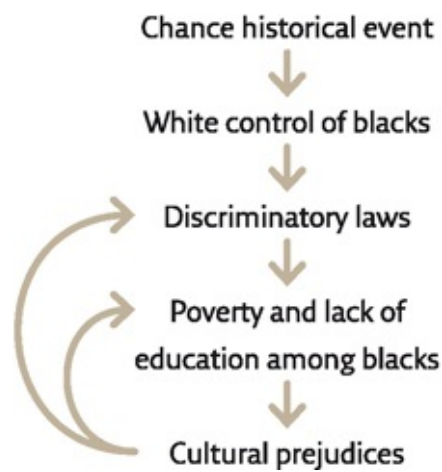 Chance historical event
White control of blacks
Discriminatory laws
Poverty and lack of
education among blacks
Cultural prejudices